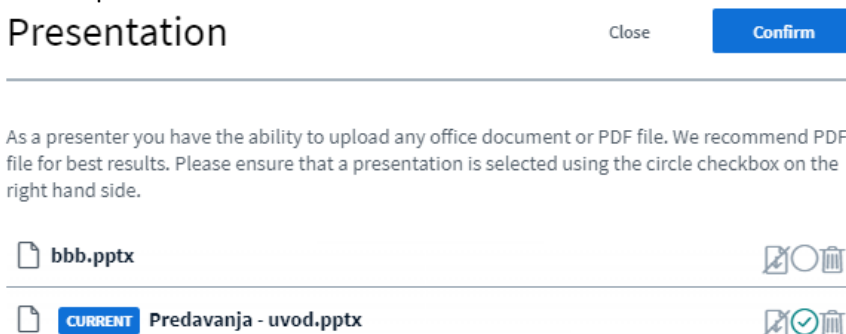 Presentation
Close
Confirm
As a presenter you have the ability to upload any office document or PDF file. We recommend PDF
file for best results. Please ensure that a presentation is selected using the circle checkbox on the
right hand side.
bbb.pptx
CURRENT Predavanja - uvod.pptx